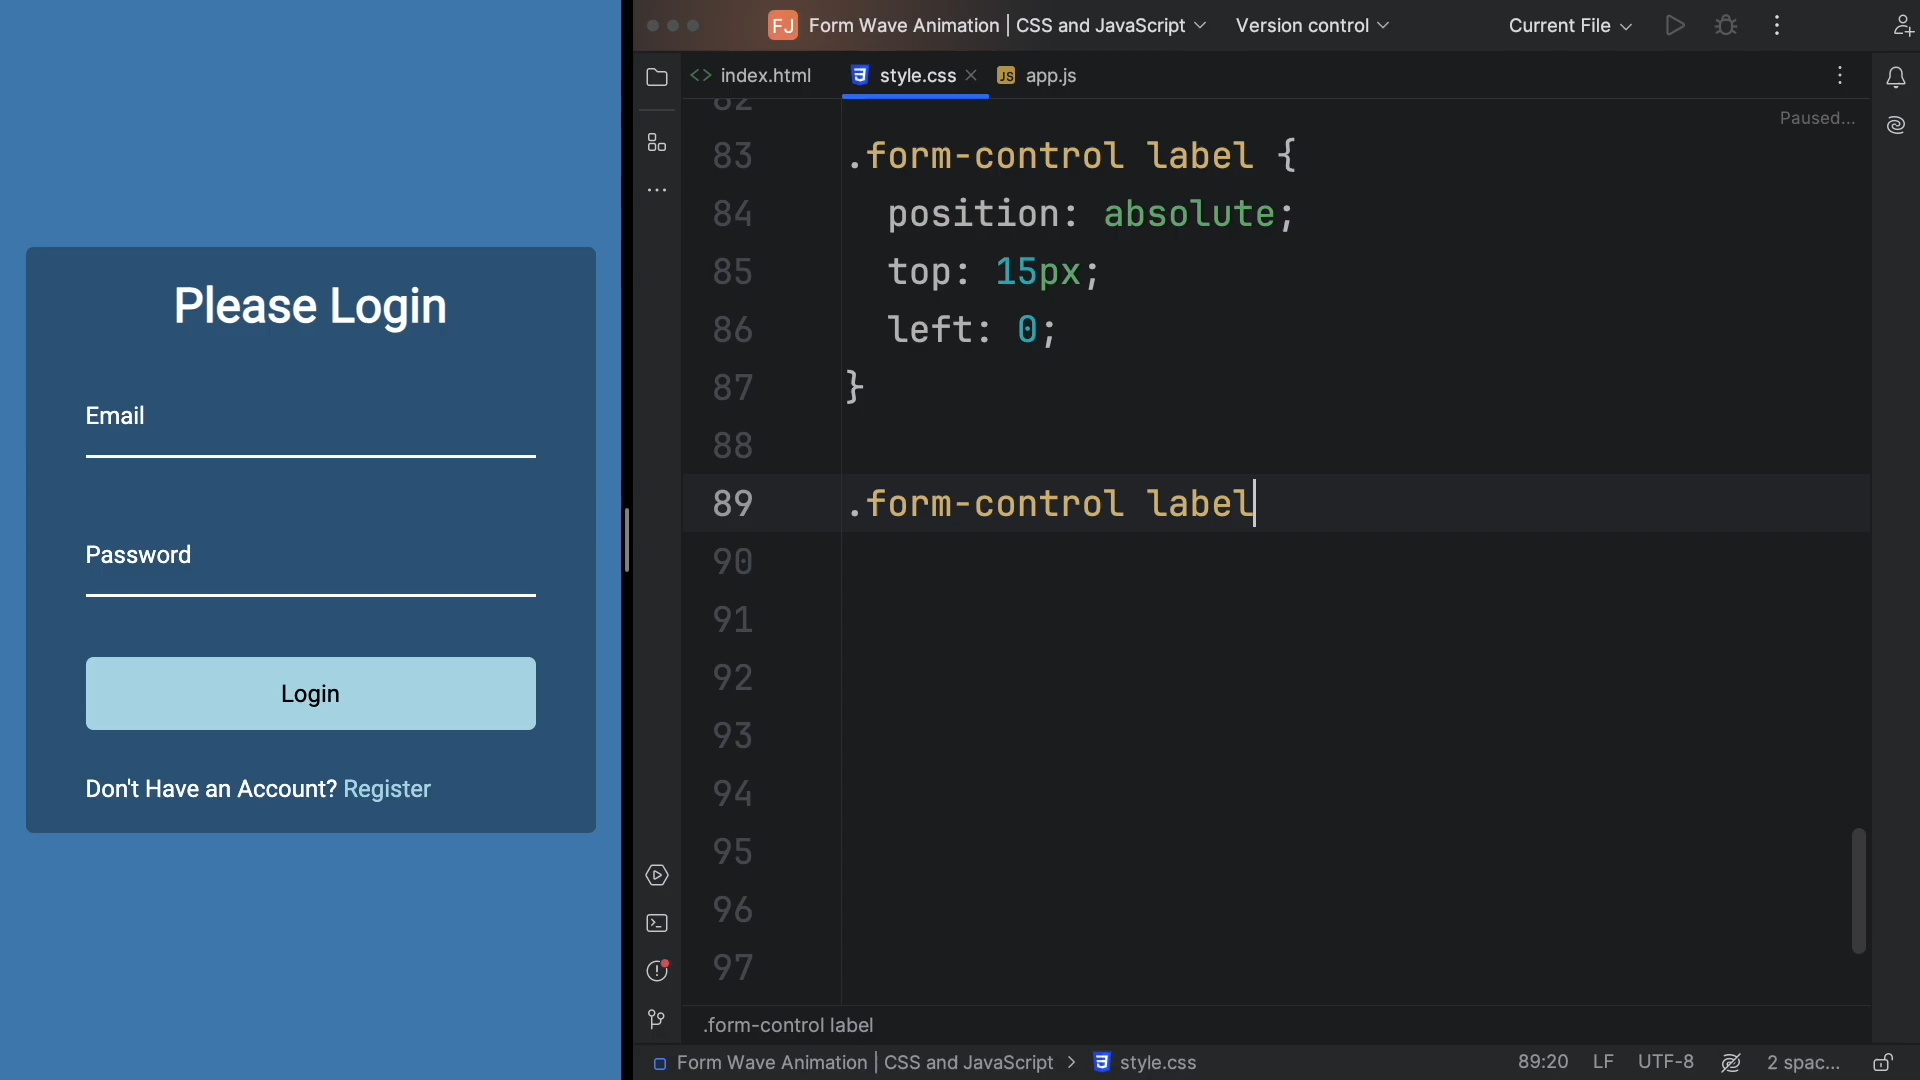 Please Login
Email
Password
Login
Don't Have an Account? Register
FJ Form Wave Animation | CSS and JavaScript Version control Current File
index.html style.css JS app.js
Paused...
82
83 .form-control label {
84 position: absolute;
85 top: 15px;
86 left: 0;
87 }
88
89 .form-control label
90
91
92
93
94
95
96
97
.form-control label
Form Wave Animation | CSS and JavaScript > style.css 89:20 LF UTF-8 2 spac...